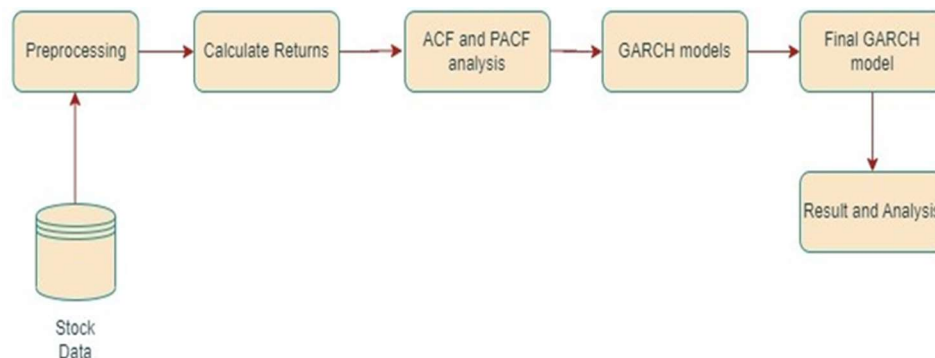 Preprocessing
Calculate Returns
ACF and PACF
analysis
GARCH models
Final GARCH
model
Result and Analysis
Stock
Data